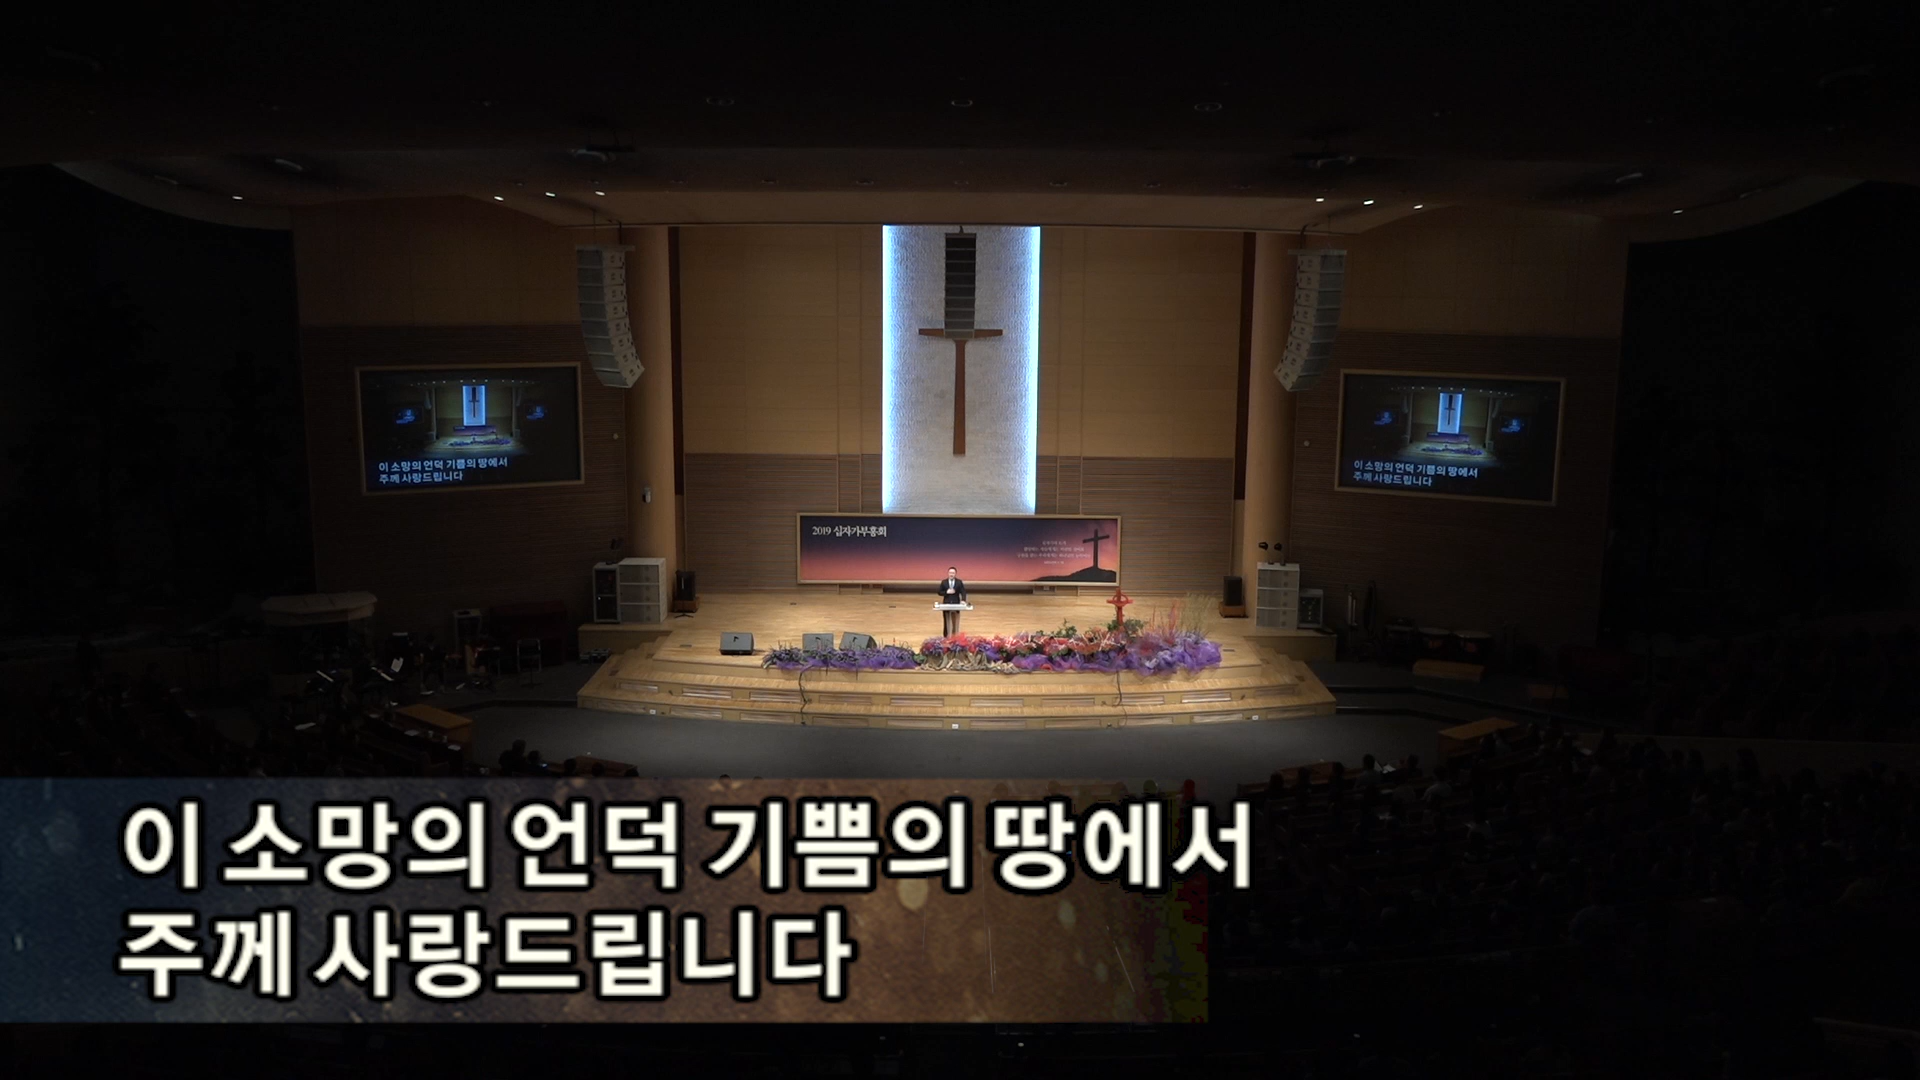 이 소망의 언덕 기쁨의 땅에서
주께 사랑드립니다
이 소망의 언덕 기쁨의 땅에서
주께 사랑드립니다
2019 십자가부흥회
이 소망의 언덕 기쁨의 땅에서
주께 사랑드립니다